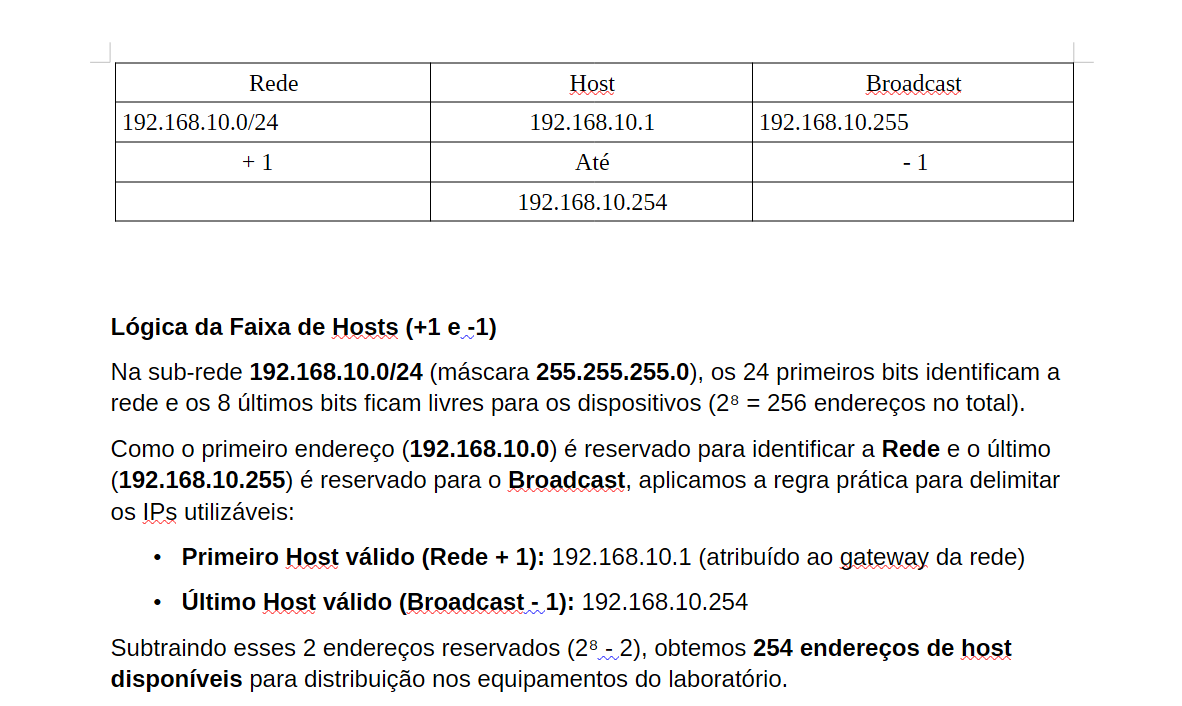 Rede Host Broadcast
192.168.10.0/24 192.168.10.1 192.168.10.255
+ 1 Até - 1
192.168.10.254
Lógica da Faixa de Hosts (+1 e -1)
Na sub-rede 192.168.10.0/24 (máscara 255.255.255.0), os 24 primeiros bits identificam a
rede e os 8 últimos bits ficam livres para os dispositivos (2⁸ = 256 endereços no total).
Como o primeiro endereço (192.168.10.0) é reservado para identificar a Rede e o último
(192.168.10.255) é reservado para o Broadcast, aplicamos a regra prática para delimitar
os IPs utilizáveis:
• Primeiro Host válido (Rede + 1): 192.168.10.1 (atribuído ao gateway da rede)
• Último Host válido (Broadcast - 1): 192.168.10.254
Subtraindo esses 2 endereços reservados (2⁸ - 2), obtemos 254 endereços de host
disponíveis para distribuição nos equipamentos do laboratório.